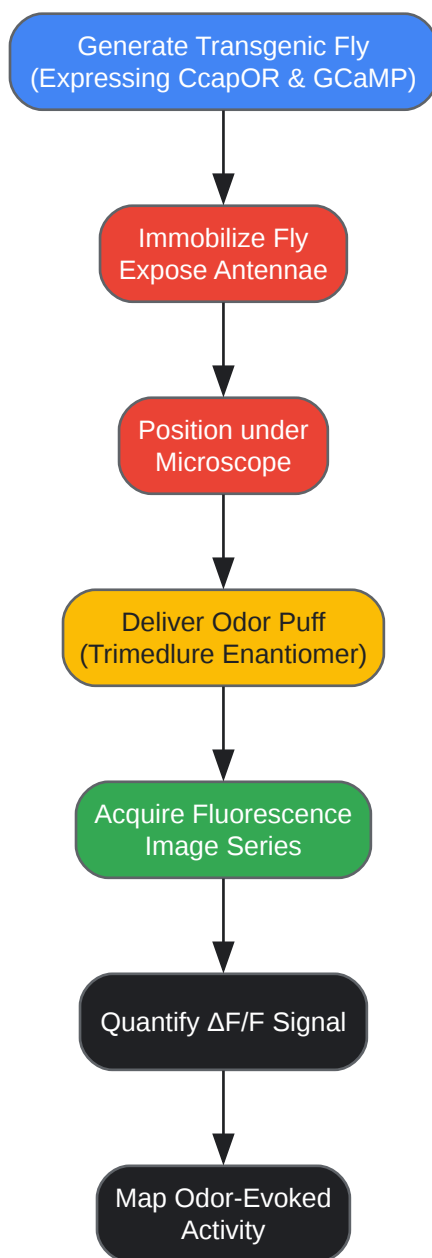 Generate Transgenic Fly
(Expressing CcapOR & GCaMP)
Immobilize Fly
Expose Antennae
Position under
Microscope
Deliver Odor Puff
(Trimedlure Enantiomer)
Acquire Fluorescence
Image Series
Quantify ΔF/F Signal
Map Odor-Evoked
Activity